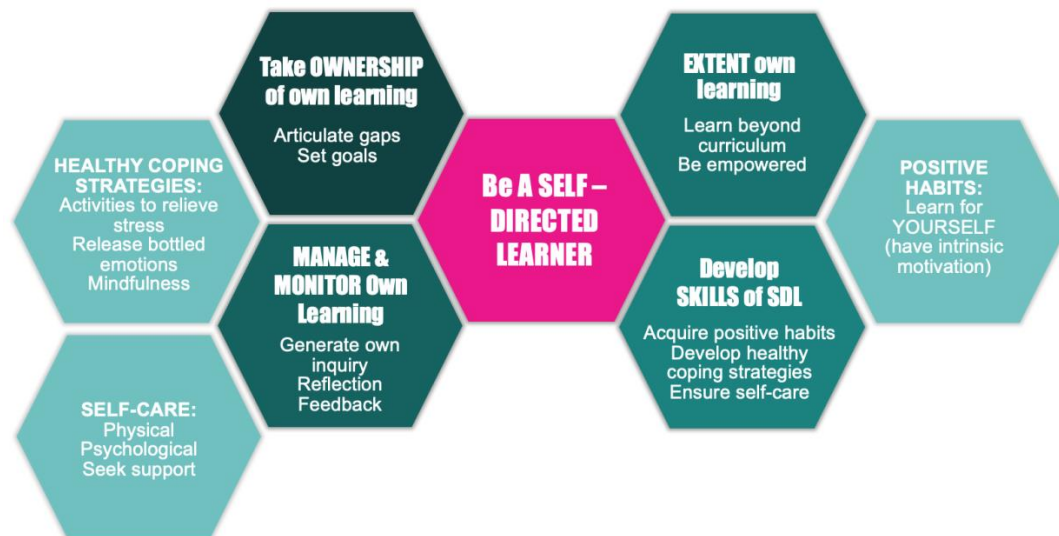 Take OWNERSHIP
of own learning
Articulate gaps
Set goals
EXTENT own
learning
Learn beyond
curriculum
Be empowered
HEALTHY COPING
STRATEGIES:
Activities to relieve
stress
Release bottled
emotions
Mindfulness
Be A SELF –
DIRECTED
LEARNER
POSITIVE
HABITS:
Learn for
YOURSELF
(have intrinsic
motivation)
MANAGE &
MONITOR Own
Learning
Generate own
inquiry
Reflection
Feedback
Develop
SKILLS of SDL
Acquire positive habits
Develop healthy
coping strategies
Ensure self-care
SELF-CARE:
Physical
Psychological
Seek support